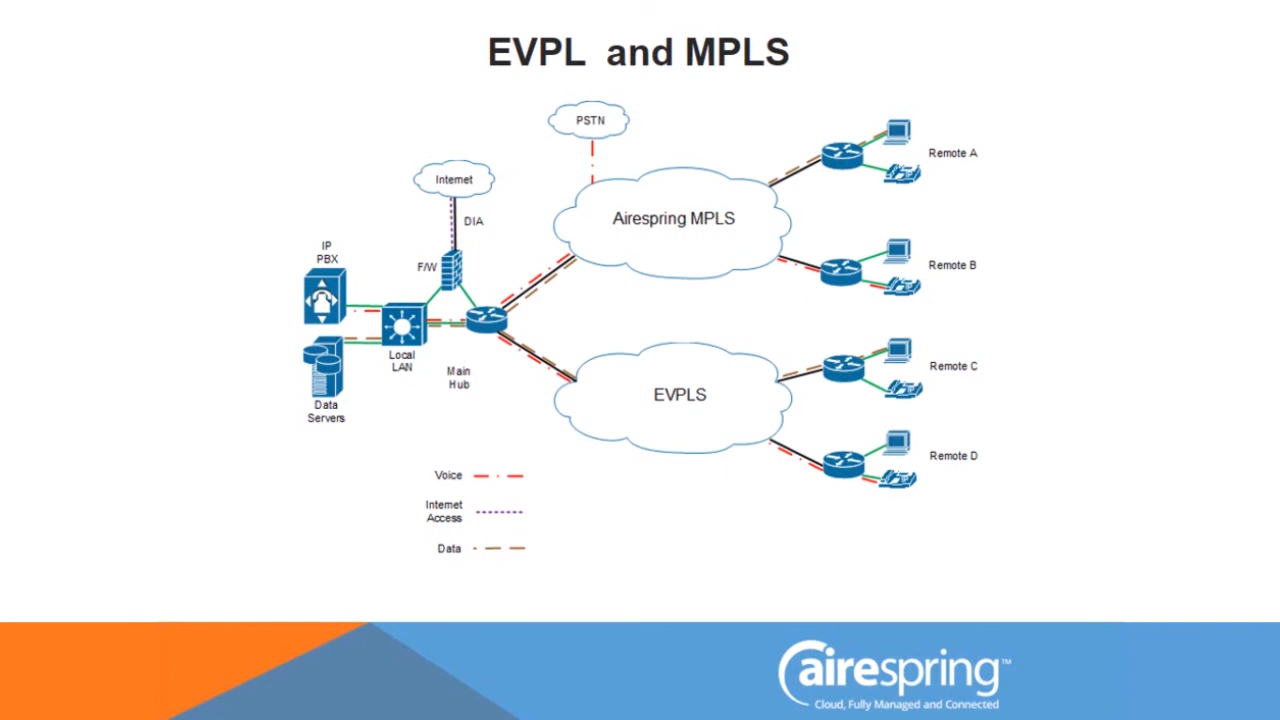 EVPL and MPLS
PSTN
Internet
DIA
F/W
IP
PBX
Airespring MPLS
Remote A
Remote B
Local
LAN
Main
Hub
Data
Servers
EVPLS
Remote C
Remote D
Voice
Internet
Access
Data
airespring™
Cloud, Fully Managed and Connected